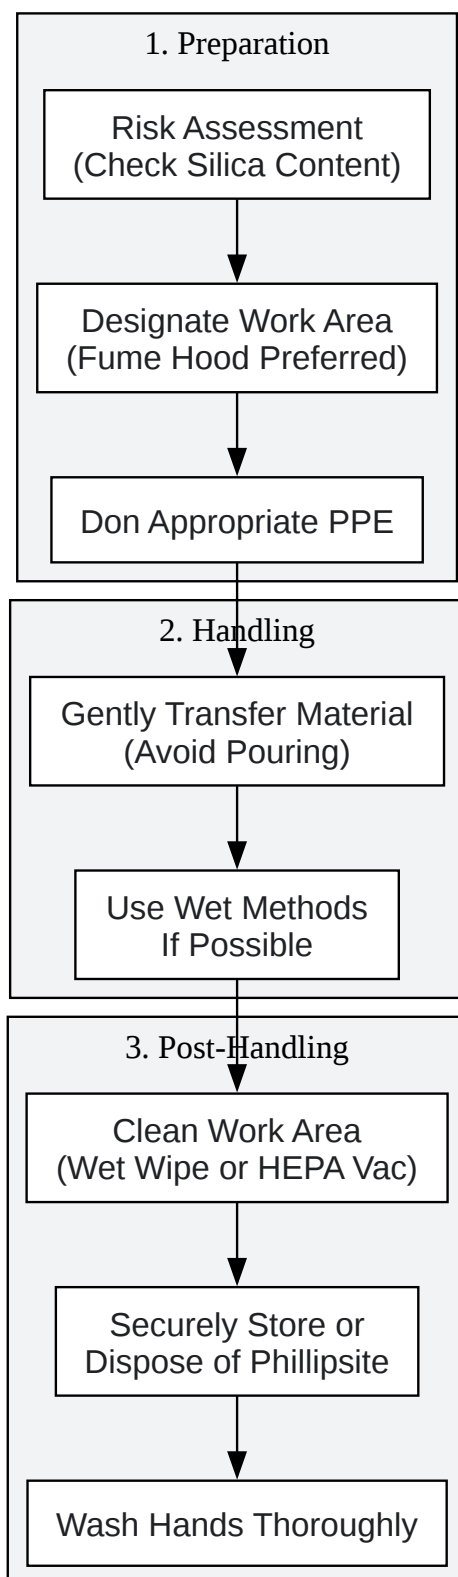 1. Preparation
Risk Assessment
(Check Silica Content)
Designate Work Area
(Fume Hood Preferred)
Don Appropriate PPE
2. Handling
Gently Transfer Material
(Avoid Pouring)
Use Wet Methods
If Possible
3. Post-Handling
Clean Work Area
(Wet Wipe or HEPA Vac)
Securely Store or
Dispose of Phillipsite
Wash Hands Thoroughly